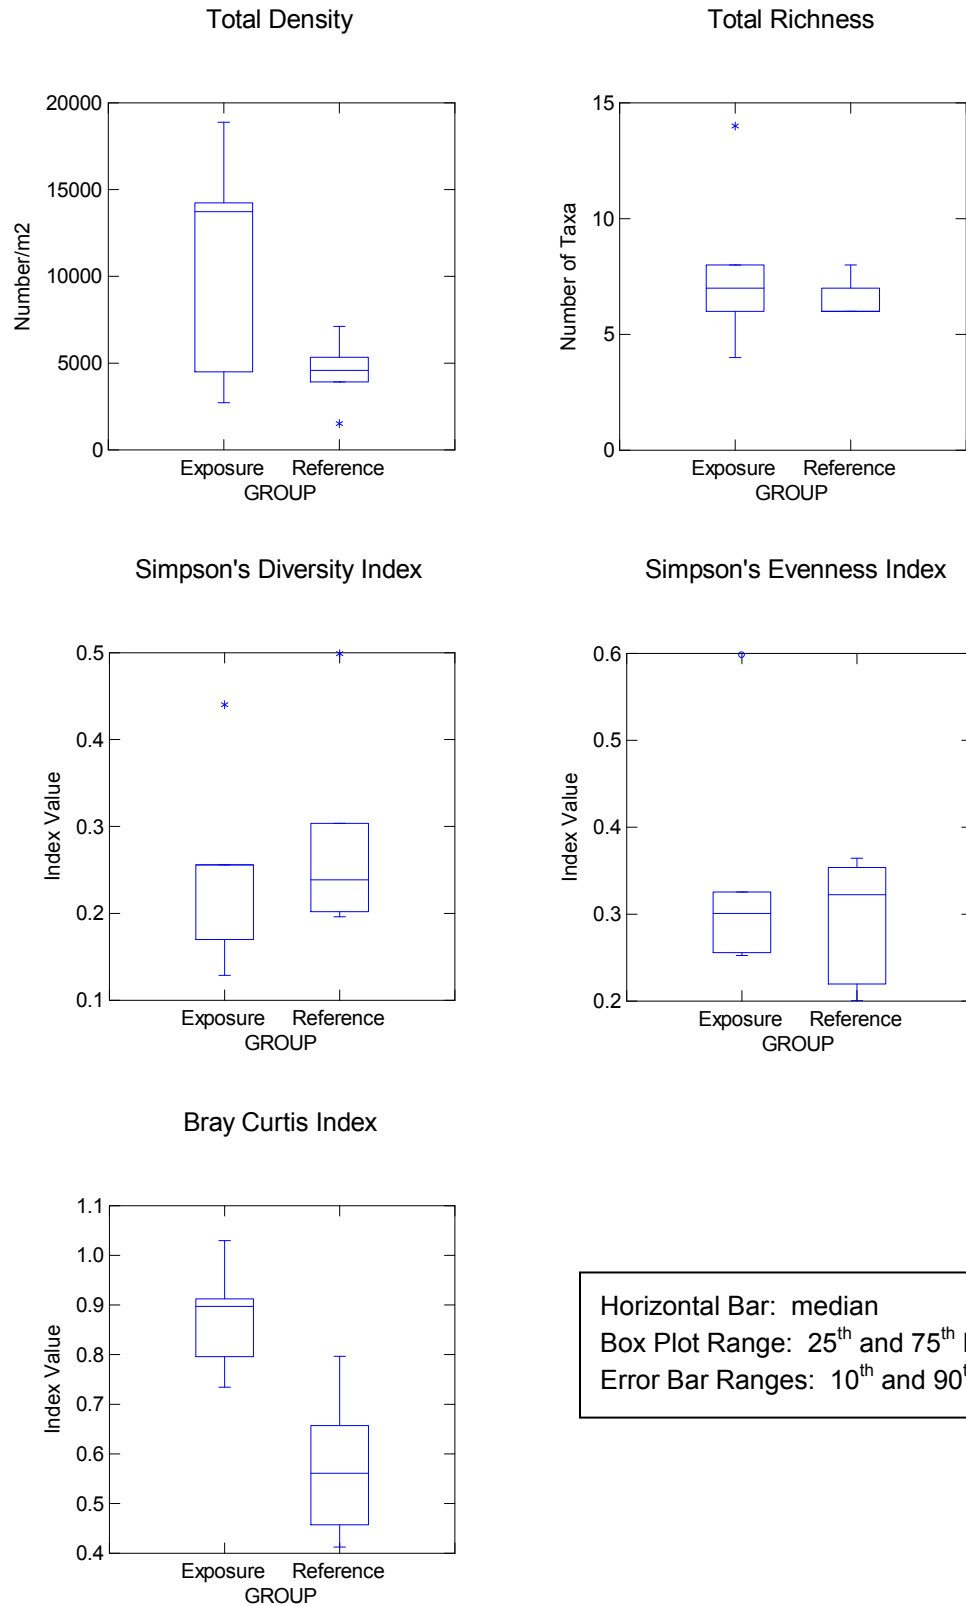 Total Density
Total Richness
20000
15000
10000
5000
0
Number/m2
Exposure Reference
GROUP
15
10
5
0
Number of Taxa
Exposure Reference
GROUP
Simpson's Diversity Index
Simpson's Evenness Index
0.5
0.4
0.3
0.2
0.1
Index Value
Exposure Reference
GROUP
0.6
0.5
0.4
0.3
0.2
Index Value
Exposure Reference
GROUP
Bray Curtis Index
1.1
1.0
0.9
0.8
0.7
0.6
0.5
0.4
Index Value
Exposure Reference
GROUP
Horizontal Bar: median
Box Plot Range: 25th and 75th
Error Bar Ranges: 10th and 90